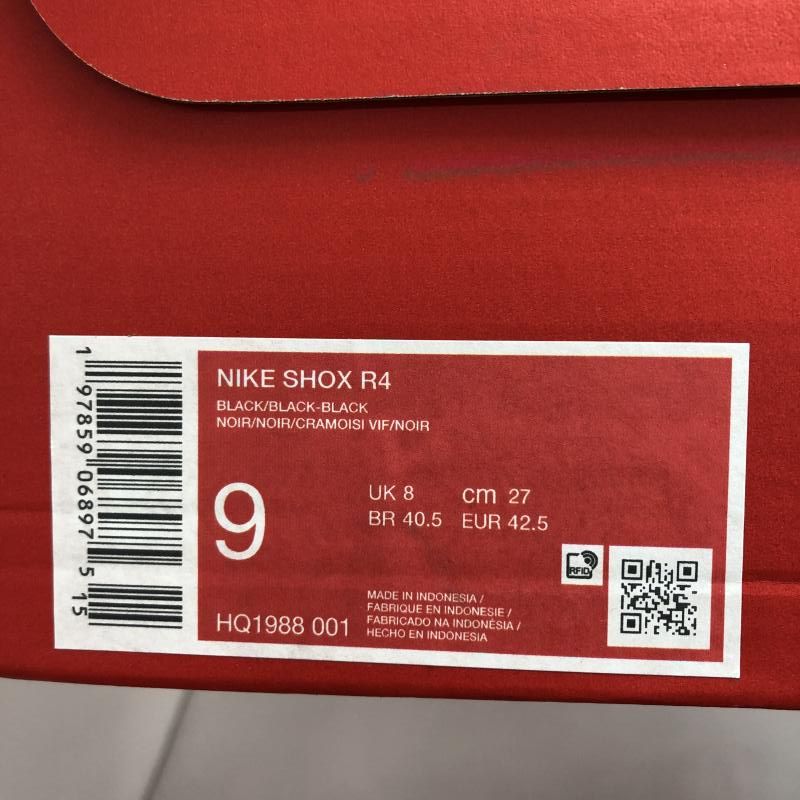 NIKE SHOX R4
BLACK/BLACK-BLACK
NOIR/NOIR/CRAMOISI VIF/NOIR
9
UK 8 cm 27
BR 40.5 EUR 42.5
RFID
HQ1988 001
MADE IN INDONESIA /
FABRIQUE EN INDONESIE /
FABRICADO NA INDONÉSIA /
HECHO EN INDONESIA
1 97859 06897 5 15